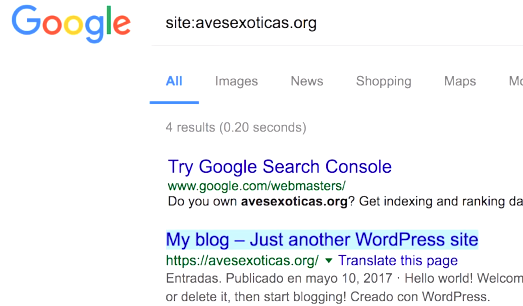 Google
site:avesexoticas.org
All Images News Shopping Maps
4 results (0.20 seconds)
Try Google Search Console
www.google.com/webmasters/
Do you own avesexoticas.org? Get indexing and ranking da
My blog – Just another WordPress site
https://avesexoticas.org/ ▼ Translate this page
Entradas. Publicado en mayo 10, 2017 · Hello world! Welcom
or delete it, then start blogging! Creado con WordPress.